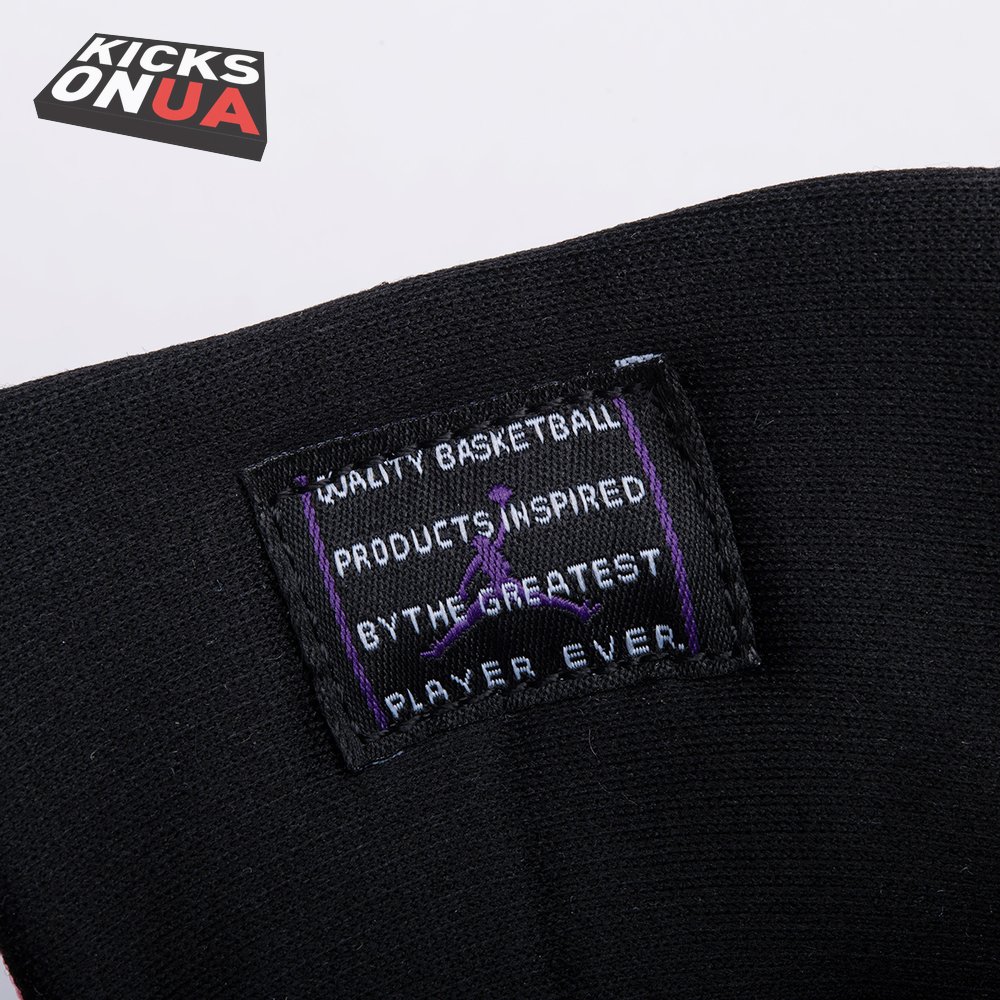 KICKS
ONUA
QUALITY BASKETBALL
PRODUCTS INSPIRED
BY THE GREATEST
PLAYER EVER.